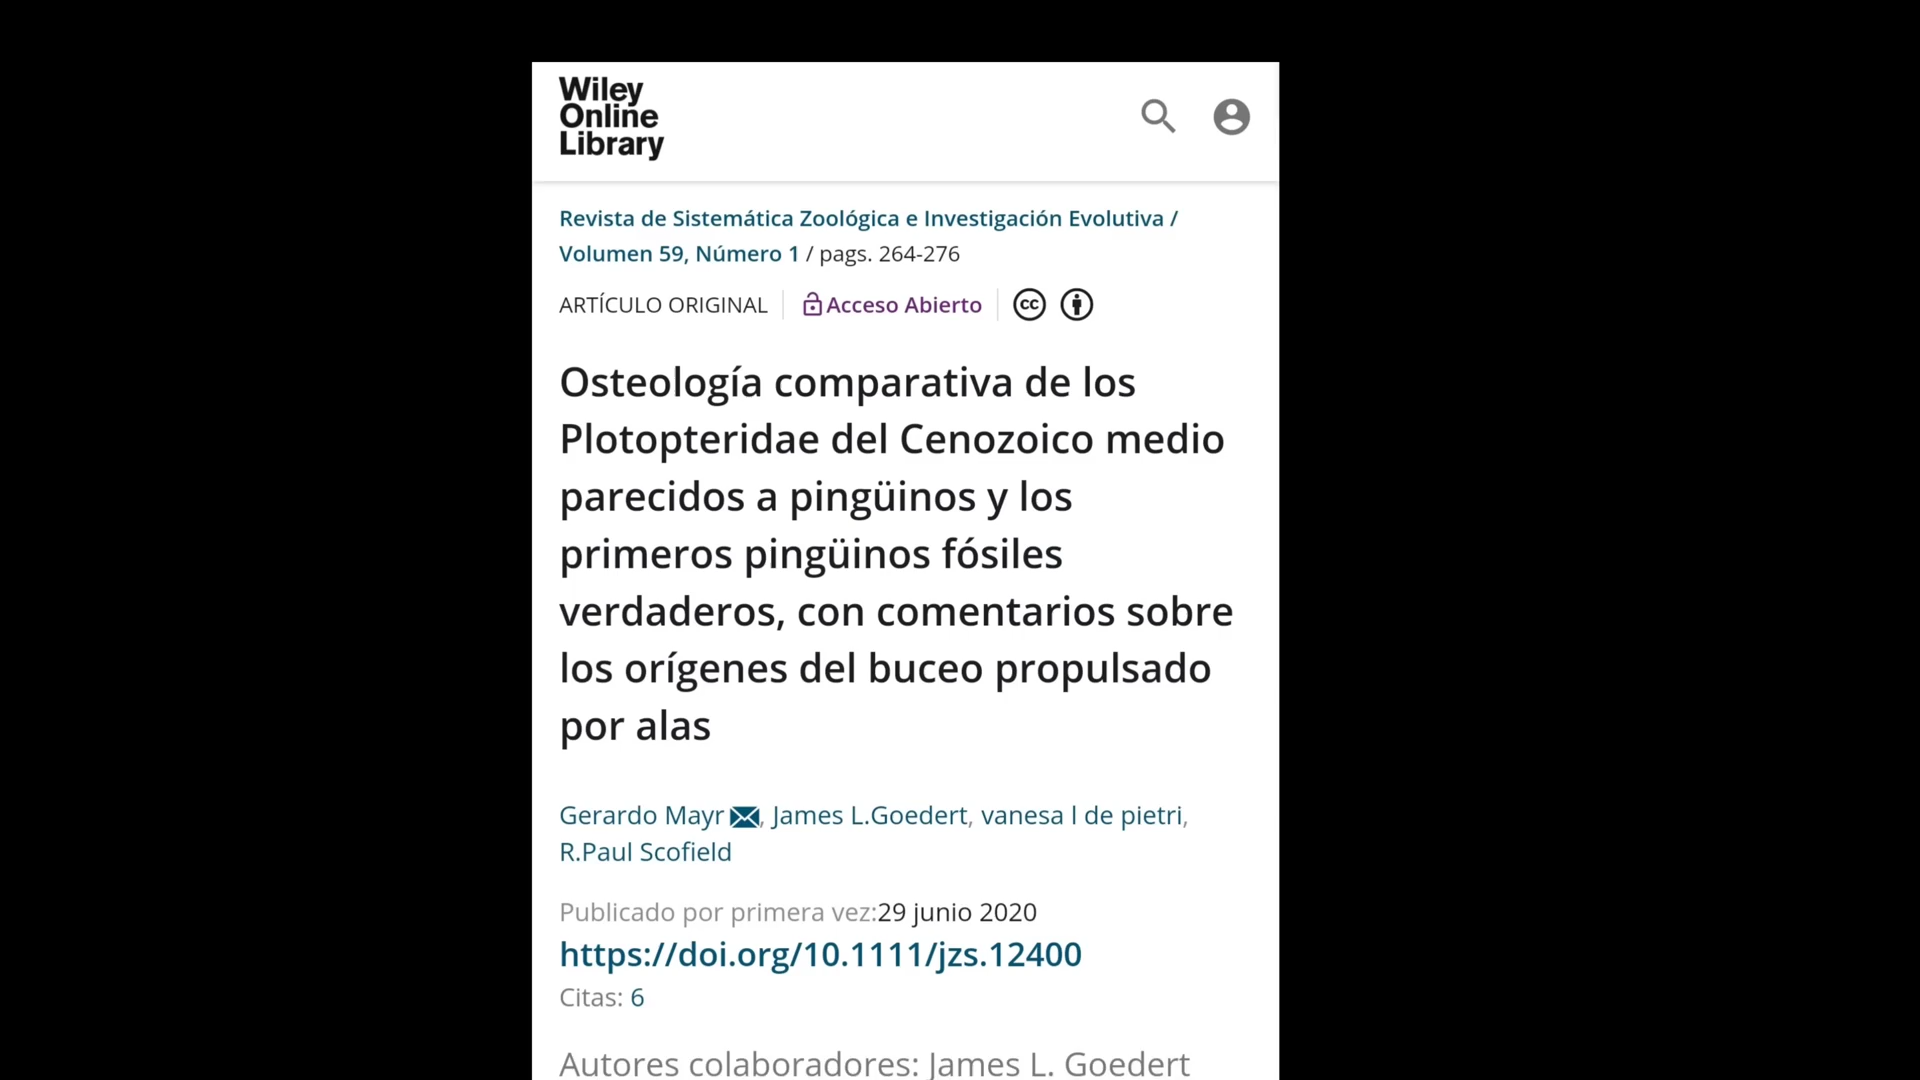 Wiley
Online
Library
Revista de Sistemática Zoológica e Investigación Evolutiva /
Volumen 59, Número 1 / pags. 264-276
ARTÍCULO ORIGINAL Acceso Abierto cc
Osteología comparativa de los
Plotopteridae del Cenozoico medio
parecidos a pingüinos y los
primeros pingüinos fósiles
verdaderos, con comentarios sobre
los orígenes del buceo propulsado
por alas
Gerardo Mayr, James L.Goedert, vanesa l de pietri,
R.Paul Scofield
Publicado por primera vez:29 junio 2020
https://doi.org/10.1111/jzs.12400
Citas: 6
Autores colaboradores: James L. Goedert